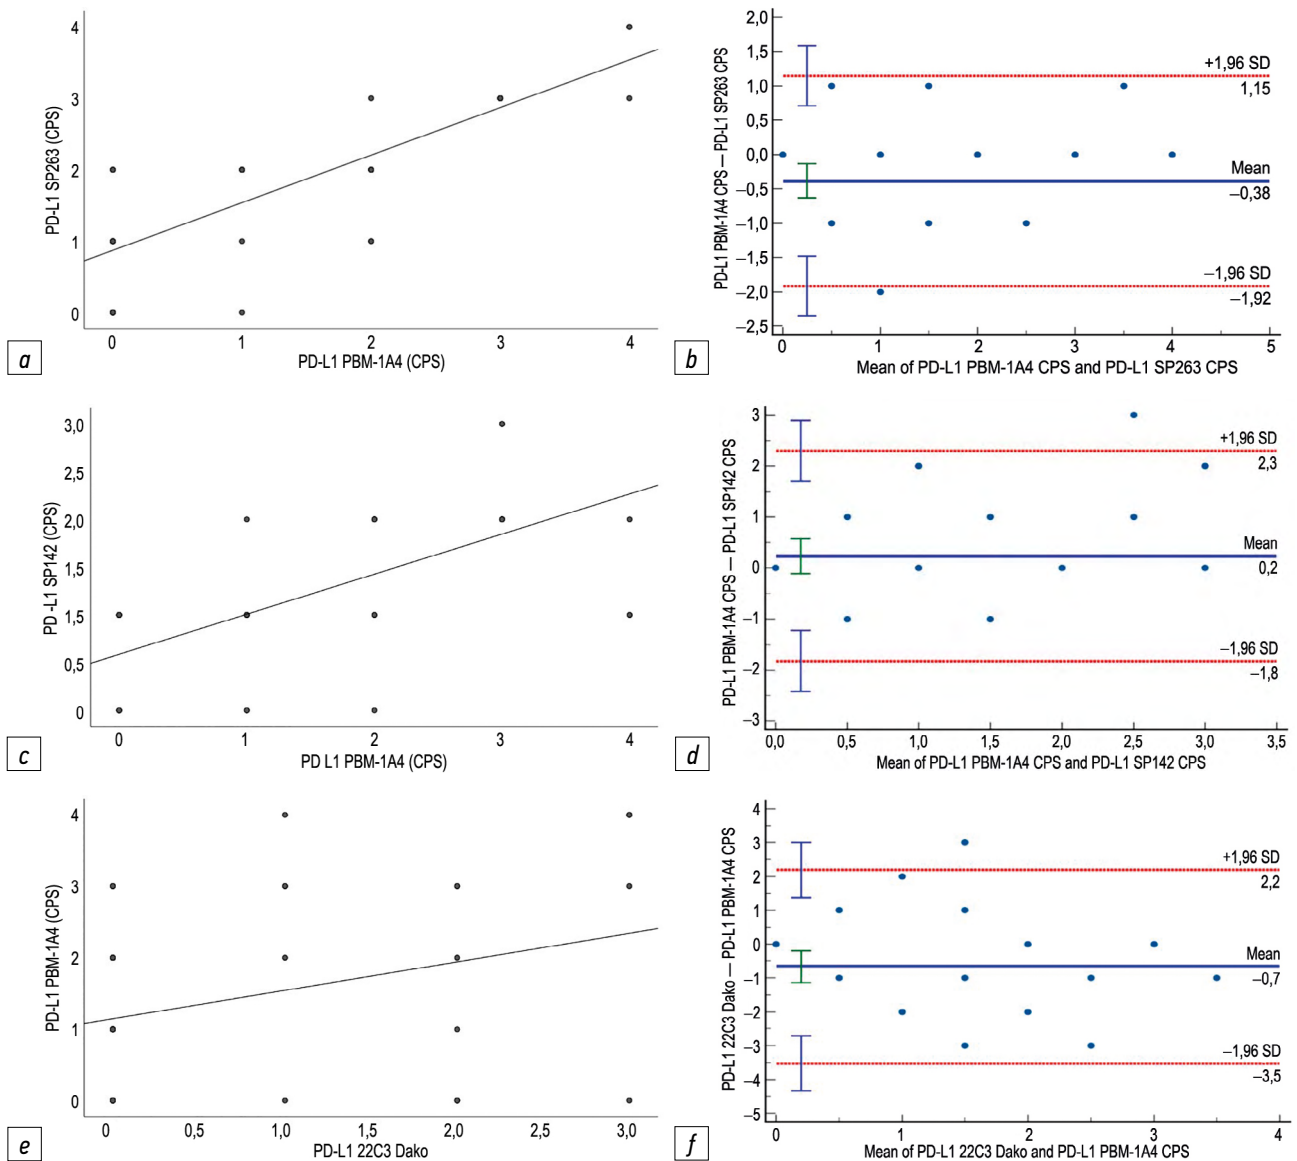 4
3
2
1
0
PD-L1 SP263 (CPS)
0 1 2 3 4
PD-L1 PBM-1A4 (CPS)
a
2,0
1,5
1,0
0,5
0,0
–0,5
–1,0
–1,5
–2,0
–2,5
PD-L1 PBM-1A4 CPS — PD-L1 SP263 CPS
+1,96 SD
1,15
Mean
–0,38
–1,96 SD
–1,92
0 1 2 3 4 5
Mean of PD-L1 PBM-1A4 CPS and PD-L1 SP263 CPS
b
3,0
2,5
2,0
1,5
1,5
0,5
0
PD -L1 SP142 (CPS)
0 1 2 3 4
PD L1 PBM-1A4 (CPS)
c
3
2
1
0
–1
–2
–3
PD-L1 PBM-1A4 CPS — PD-L1 SP142 CPS
+1,96 SD
2,3
Mean
0,2
–1,96 SD
–1,8
0,0 0,5 1,0 1,5 2,0 2,5 3,0 3,5
Mean of PD-L1 PBM-1A4 CPS and PD-L1 SP142 CPS
d
4
3
2
1
0
PD-L1 PBM-1A4 (CPS)
0 0,5 1,0 1,5 2,0 2,5 3,0
PD-L1 22C3 Dako
e
4
3
2
1
0
–1
–2
–3
–4
–5
PD-L1 22C3 Dako — PD-L1 PBM-1A4 CPS
+1,96 SD
2,2
Mean
–0,7
–1,96 SD
–3,5
0 1 2 3 4
Mean of PD-L1 22C3 Dako and PD-L1 PBM-1A4 CPS
f